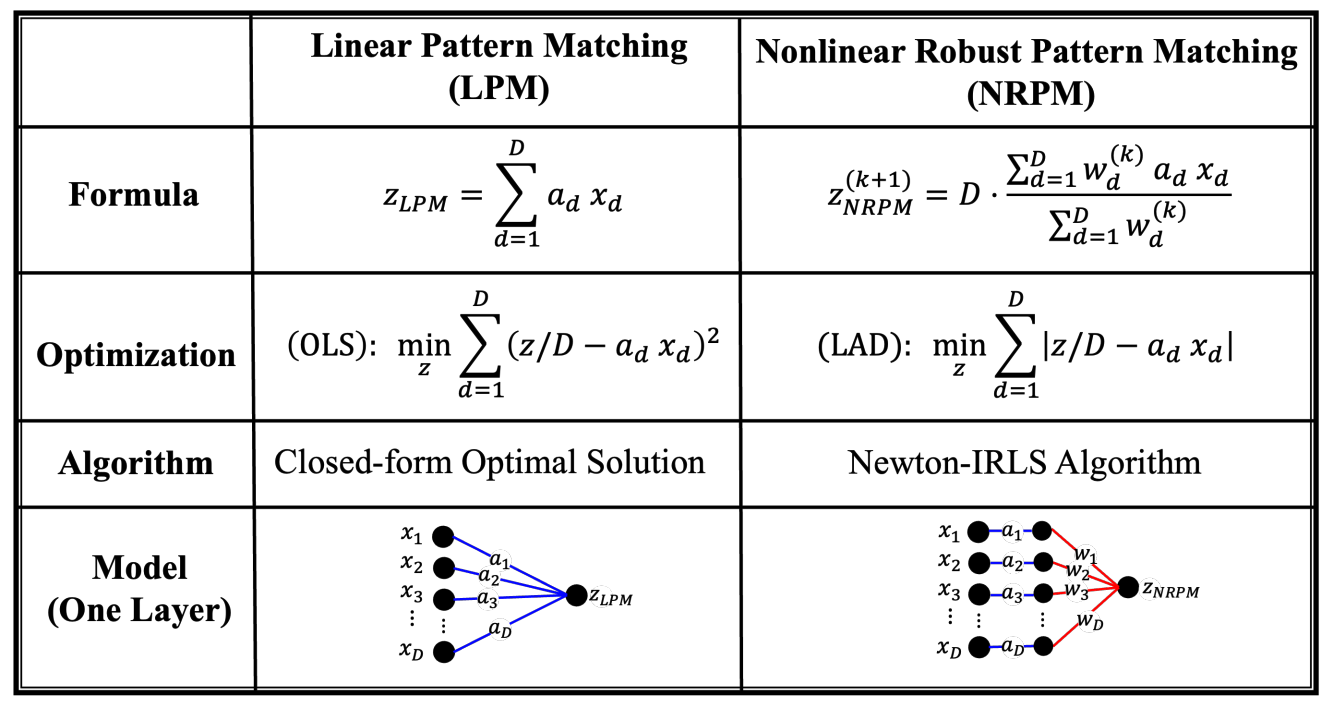 Linear Pattern Matching
(LPM)
Nonlinear Robust Pattern Matching
(NRPM)
Formula
$z_{LPM} = \sum_{d=1}^{D} a_d \, x_d$
$z_{NRPM}^{(k+1)} = D \cdot \frac{\sum_{d=1}^{D} w_d^{(k)} \, a_d \, x_d}{\sum_{d=1}^{D} w_d^{(k)}}$
Optimization
(OLS): $\min_{z} \sum_{d=1}^{D} (z/D - a_d \, x_d)^2$
(LAD): $\min_{z} \sum_{d=1}^{D} |z/D - a_d \, x_d|$
Algorithm
Closed-form Optimal Solution
Newton-IRLS Algorithm
Model
(One Layer)
$x_1$ $a_1$
$x_2$ $a_2$
$x_3$ $a_3$ $z_{LPM}$
⋮ ⋮
$x_D$ $a_D$
$x_1$ $a_1$ $w_1$
$x_2$ $a_2$ $w_2$
$x_3$ $a_3$ $w_3$ $z_{NRPM}$
⋮ ⋮ ⋮
$x_D$ $a_D$ $w_D$